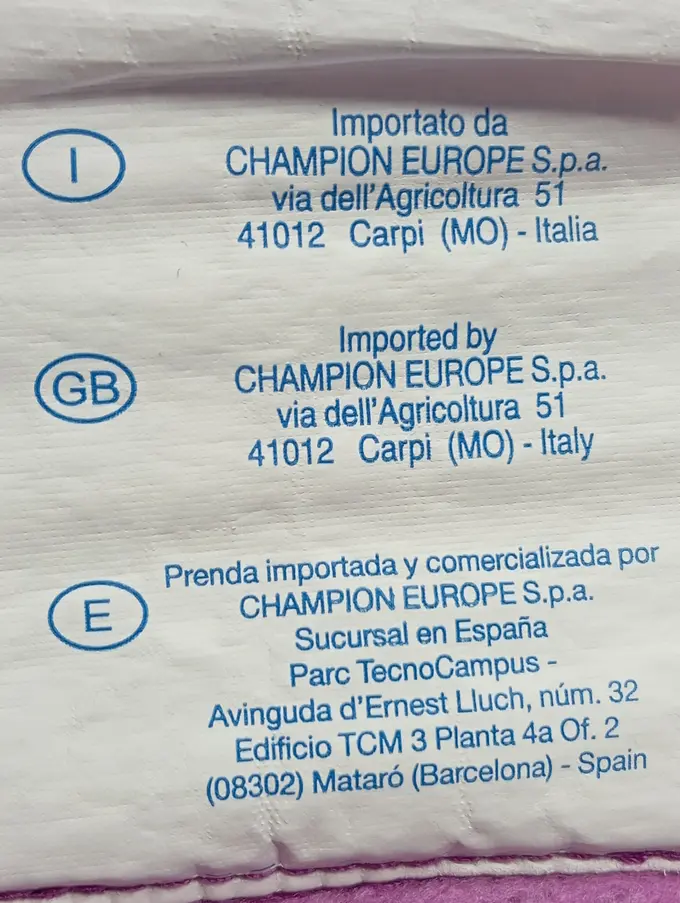 I
Importato da
CHAMPION EUROPE S.p.a.
via dell'Agricoltura 51
41012 Carpi (MO) - Italia
GB
Imported by
CHAMPION EUROPE S.p.a.
via dell'Agricoltura 51
41012 Carpi (MO) - Italy
E
Prenda importada y comercializada por
CHAMPION EUROPE S.p.a.
Sucursal en España
Parc TecnoCampus -
Avinguda d'Ernest Lluch, núm. 32
Edificio TCM 3 Planta 4a Of. 2
(08302) Mataró (Barcelona) - Spain